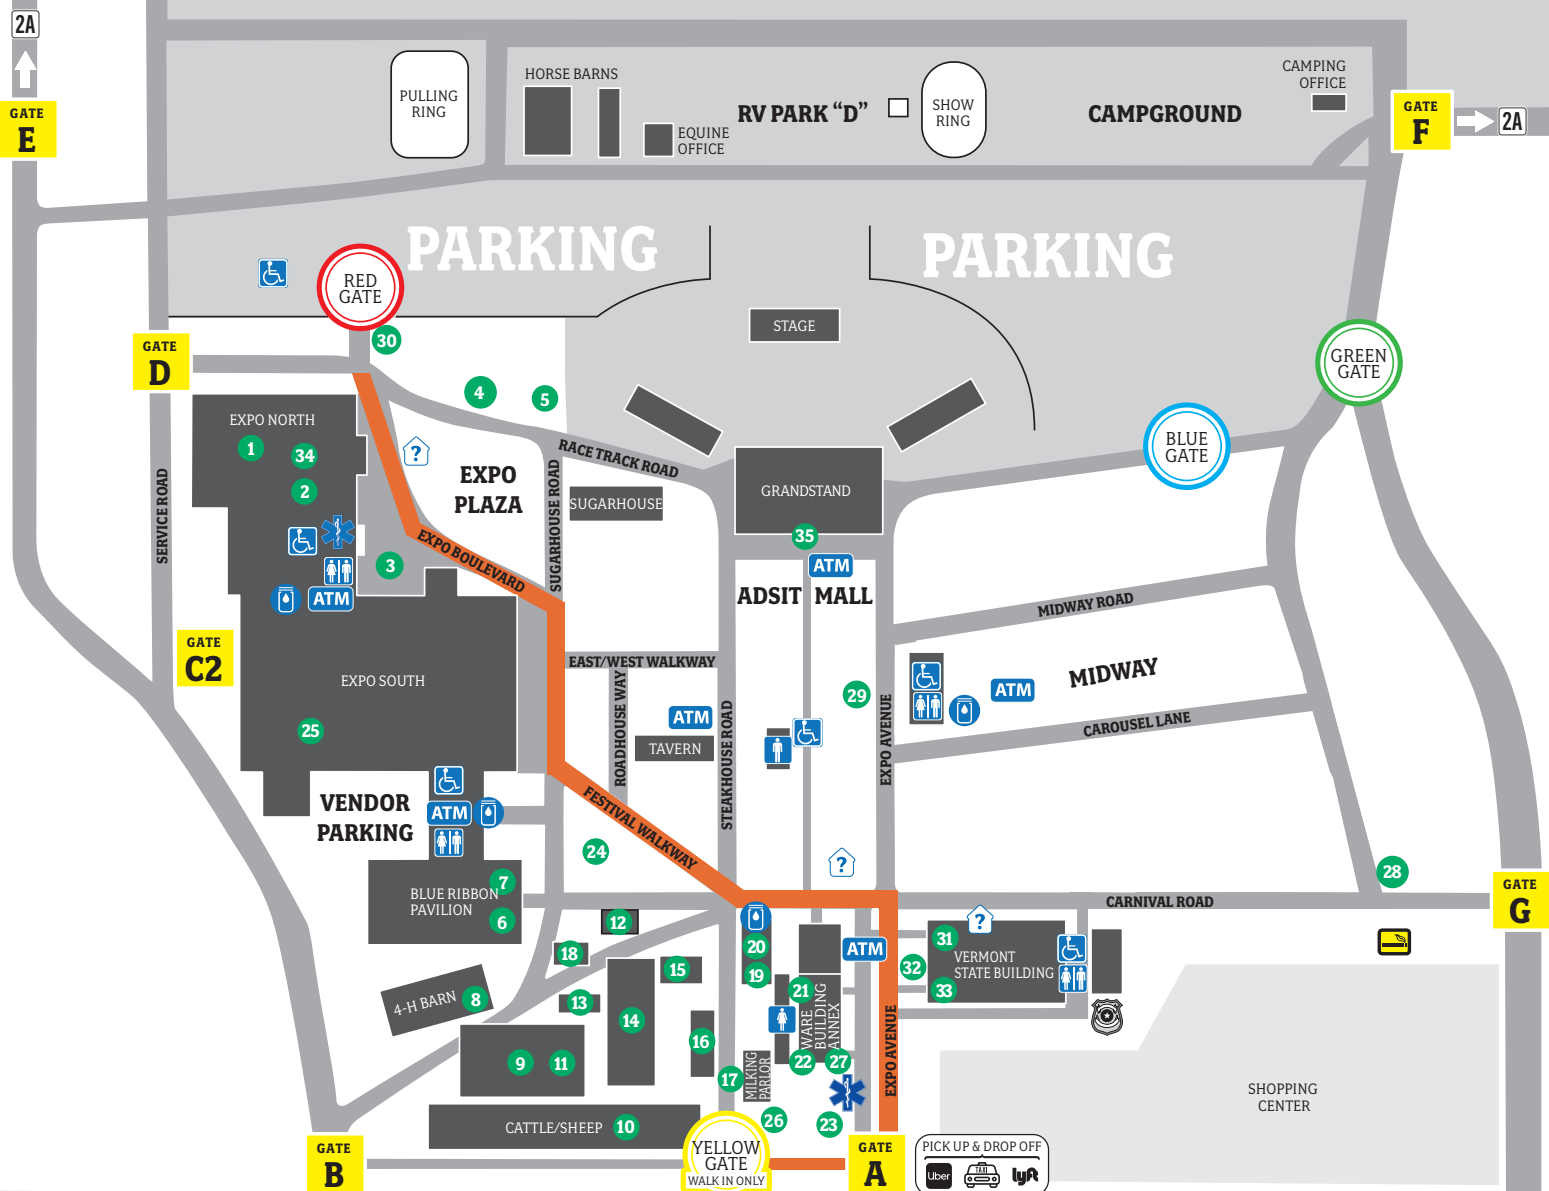 2A
GATE
E
PULLING
RING
HORSE BARNS
EQUINE
OFFICE
RV PARK “D”
SHOW
RING
CAMPGROUND
CAMPING
OFFICE
GATE
F
2A
PARKING
PARKING
RED
GATE
30
STAGE
GATE
D
4
5
GREEN
GATE
BLUE
GATE
EXPO NORTH
1
34
2
?
EXPO
PLAZA
RACE TRACK ROAD
SERVICE ROAD
SUGARHOUSE ROAD
SUGARHOUSE
GRANDSTAND
35
ATM
3
EXPO BOULEVARD
ATM
ADSIT MALL
MIDWAY ROAD
GATE
C2
EXPO SOUTH
25
EAST/WEST WALKWAY
ROADHOUSE WAY
ATM
TAVERN
STEAKHOUSE ROAD
29
EXPO AVENUE
ATM
MIDWAY
CAROUSEL LANE
VENDOR
PARKING
ATM
FESTIVAL WALKWAY
24
?
28
GATE
G
BLUE RIBBON
PAVILION
7
6
CARNIVAL ROAD
12
18
15
20
19
ATM
?
31
32
33
VERMONT
STATE BUILDING
4-H BARN
8
13
14
16
21
WARE
BUILDING
ANNEX
22
27
EXPO AVENUE
9
11
17
MILKING
PARLOR
26
23
CATTLE/SHEEP
10
SHOPPING
CENTER
GATE
B
YELLOW
GATE
WALK IN ONLY
GATE
A
PICK UP & DROP OFF
Uber
TAXI
lyft